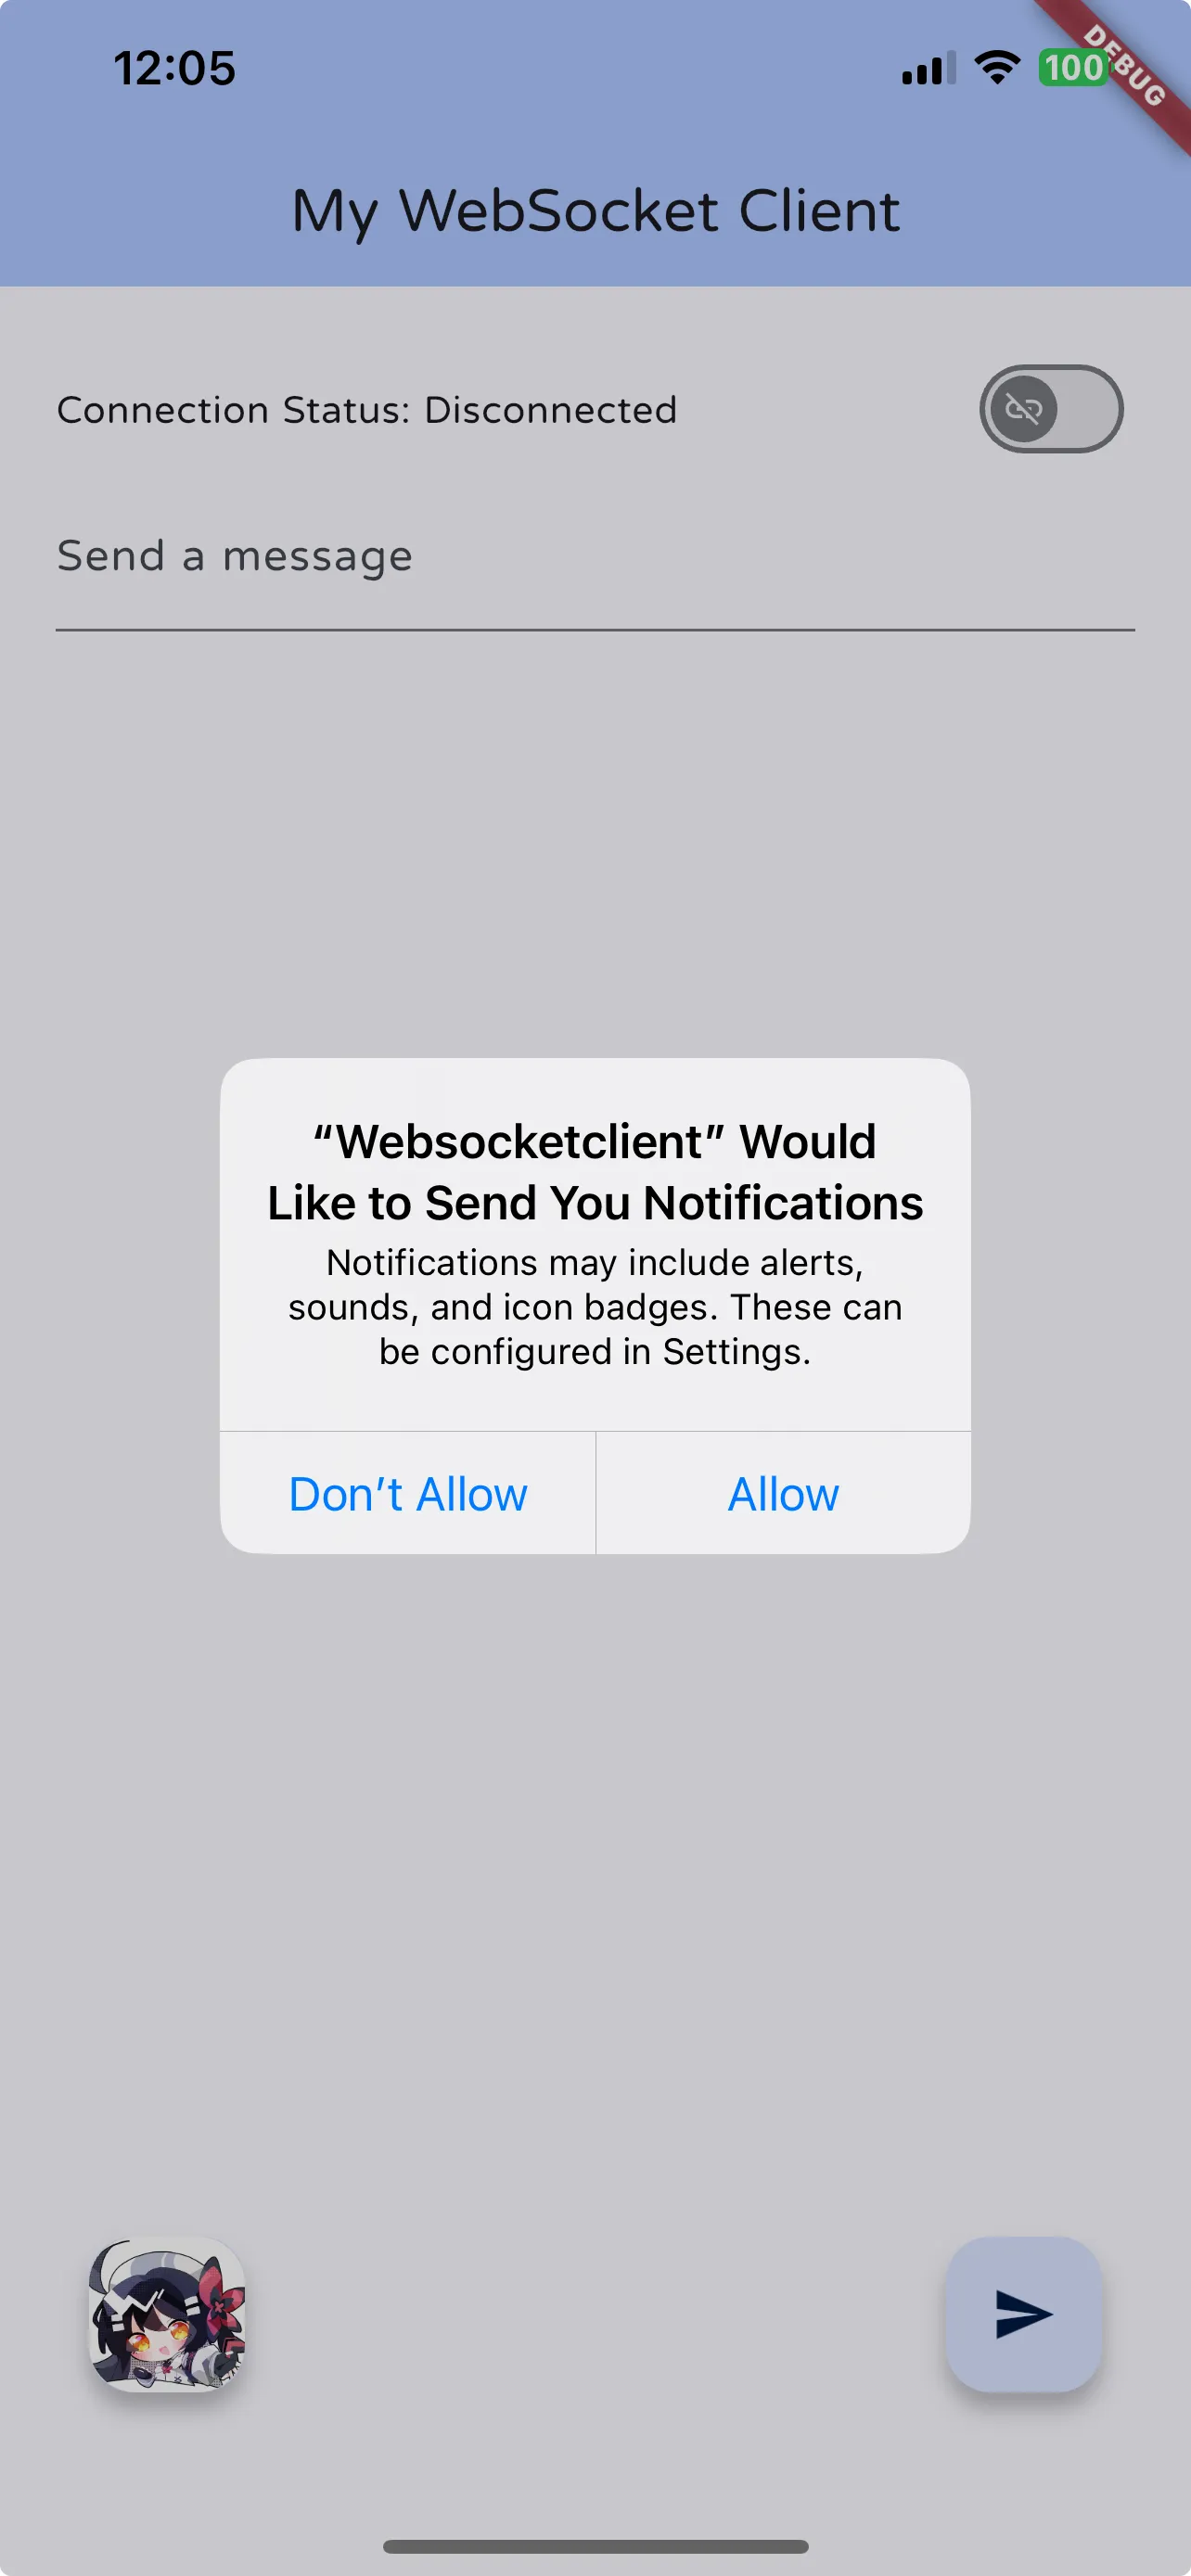 12:05
100
DEBUG
My WebSocket Client
Connection Status: Disconnected
Send a message
“Websocketclient” Would
Like to Send You Notifications
Notifications may include alerts,
sounds, and icon badges. These can
be configured in Settings.
Don’t Allow
Allow